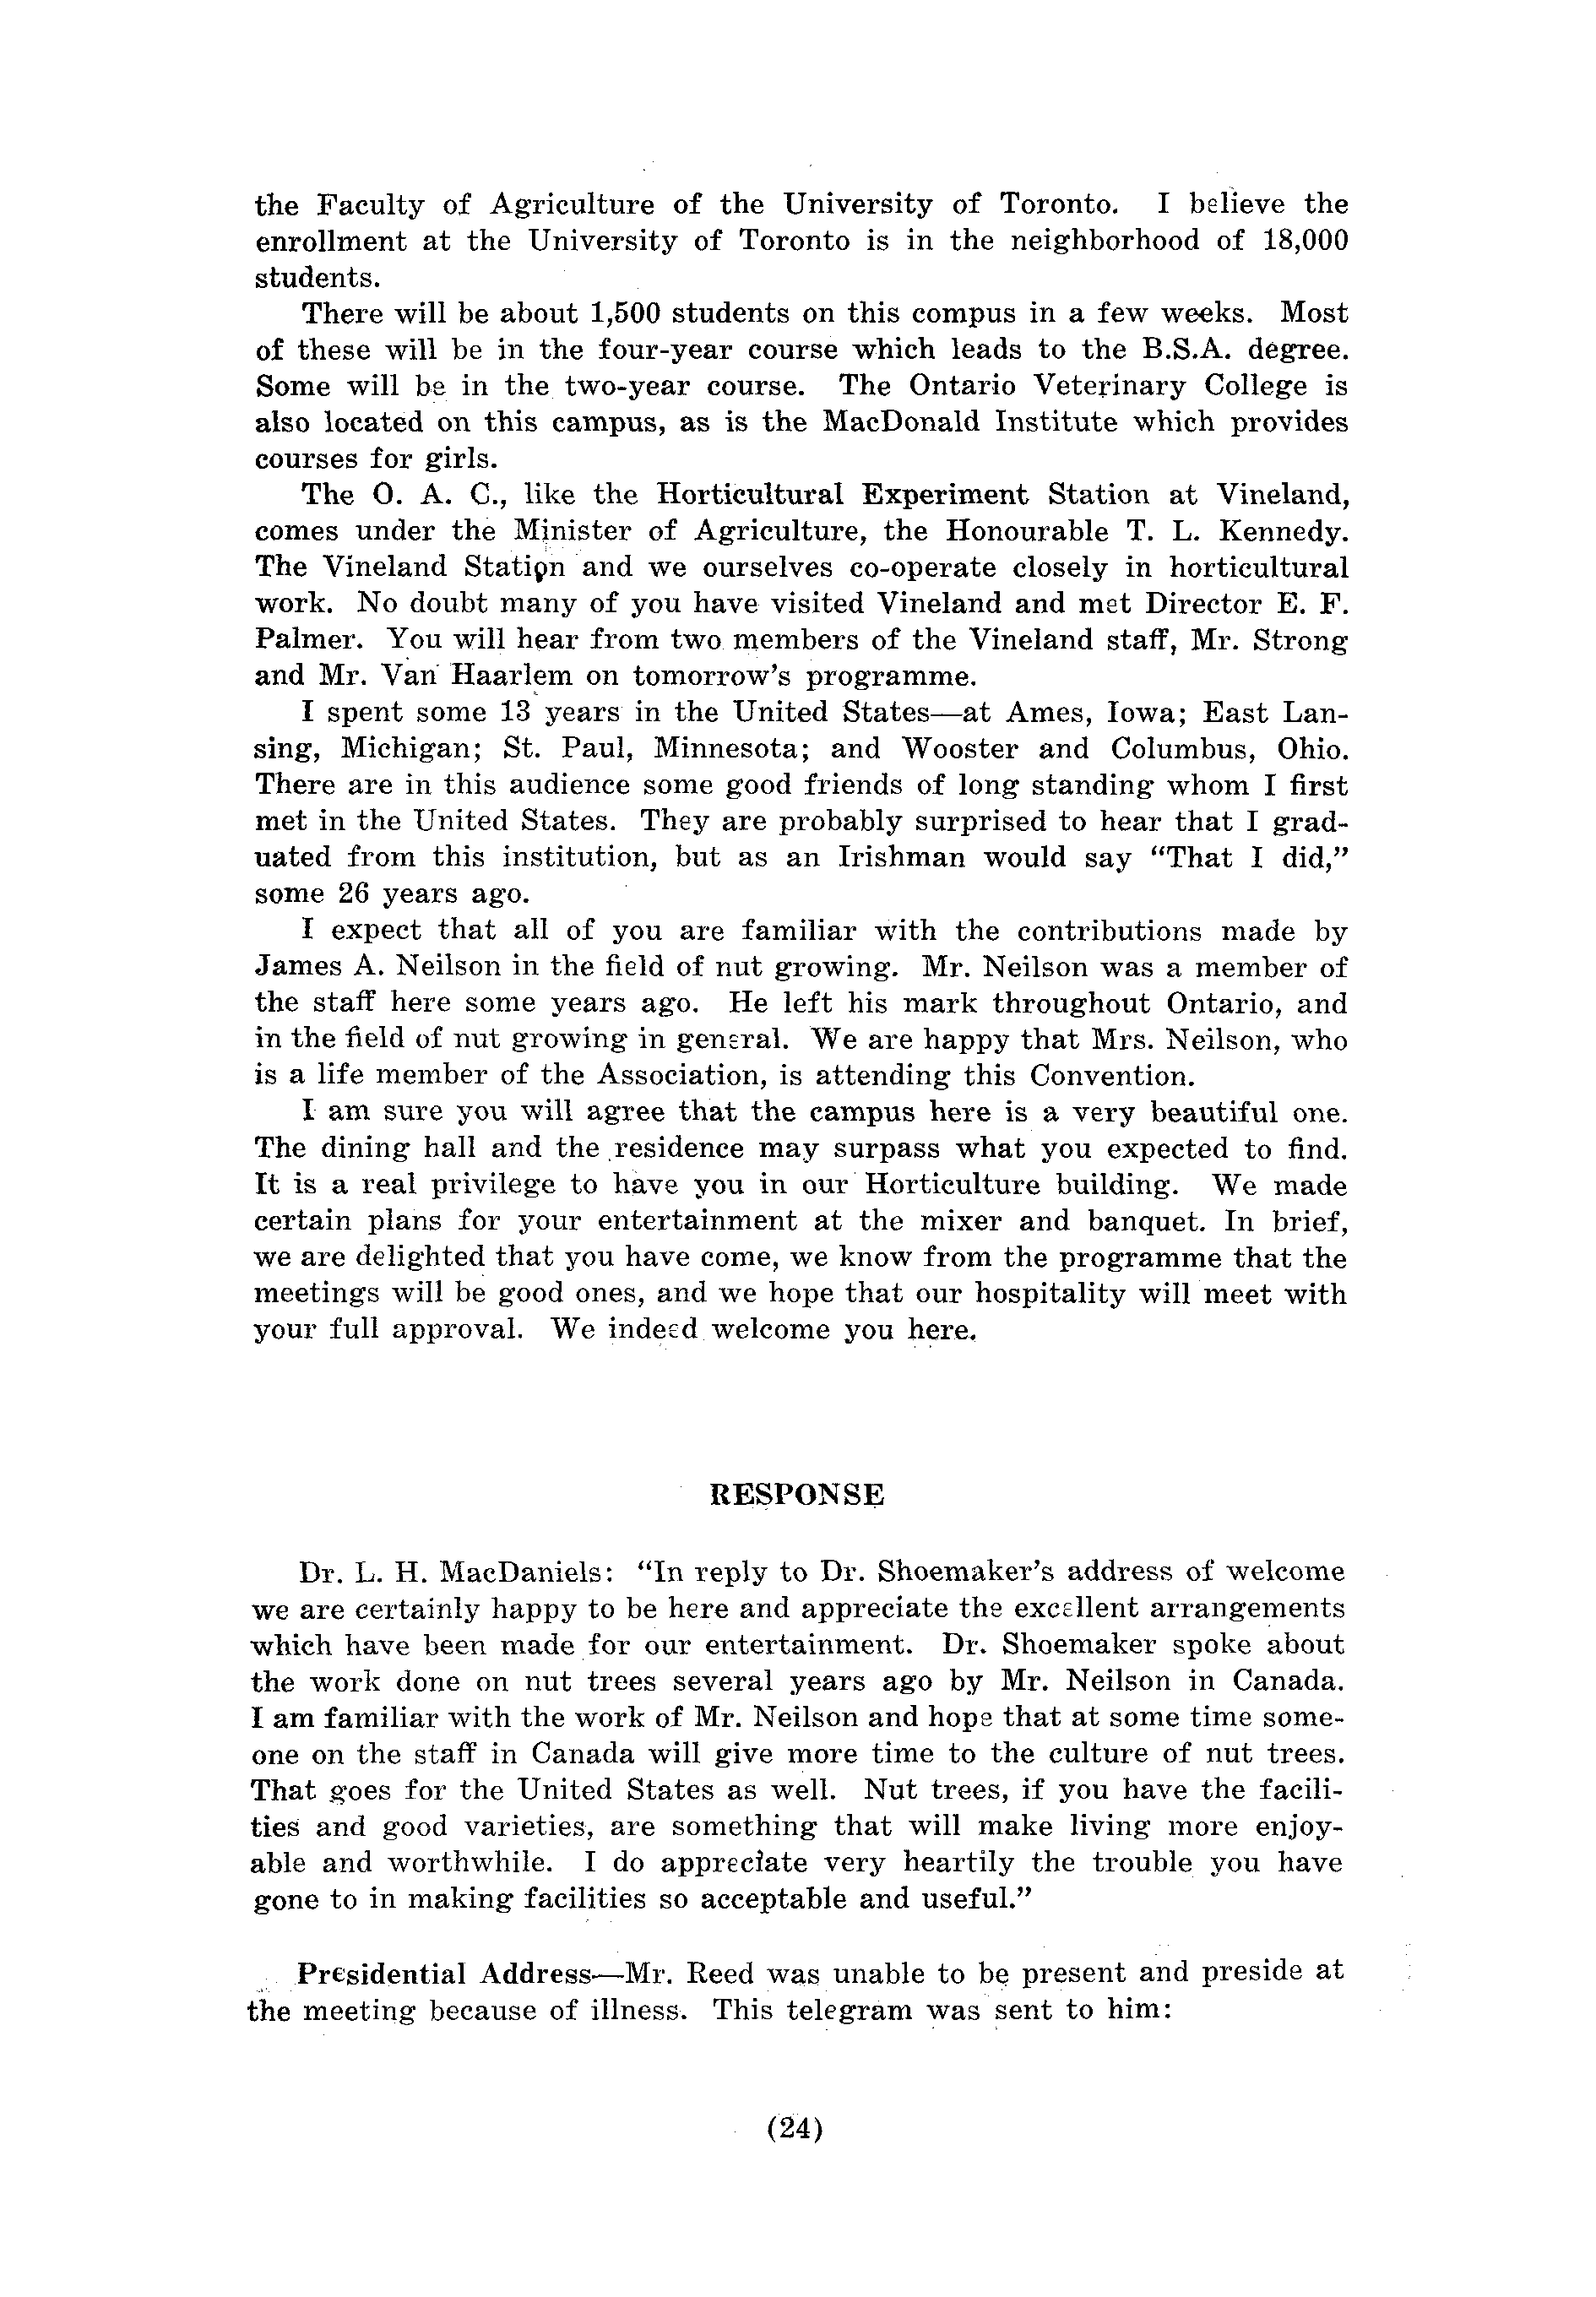 the Faculty of Agriculture of the University of Toronto. I believe the
enrollment at the University of Toronto is in the neighborhood of 18,000
students.
There will be about 1,500 students on this compus in a few weeks. Most
of these will be in the four-year course which leads to the B.S.A. degree.
Some will be in the two-year course. The Ontario Veterinary College is
also located on this campus, as is the MacDonald Institute which provides
courses for girls.
The O. A. C., like the Horticultural Experiment Station at Vineland,
comes under the Minister of Agriculture, the Honourable T. L. Kennedy.
The Vineland Station and we ourselves co-operate closely in horticultural
work. No doubt many of you have visited Vineland and met Director E. F.
Palmer. You will hear from two members of the Vineland staff, Mr. Strong
and Mr. Van Haarlem on tomorrow's programme.
I spent some 13 years in the United States—at Ames, Iowa; East Lan-
sing, Michigan; St. Paul, Minnesota; and Wooster and Columbus, Ohio.
There are in this audience some good friends of long standing whom I first
met in the United States. They are probably surprised to hear that I grad-
uated from this institution, but as an Irishman would say “That I did,”
some 26 years ago.
I expect that all of you are familiar with the contributions made by
James A. Neilson in the field of nut growing. Mr. Neilson was a member of
the staff here some years ago. He left his mark throughout Ontario, and
in the field of nut growing in general. We are happy that Mrs. Neilson, who
is a life member of the Association, is attending this Convention.
I am sure you will agree that the campus here is a very beautiful one.
The dining hall and the residence may surpass what you expected to find.
It is a real privilege to have you in our Horticulture building. We made
certain plans for your entertainment at the mixer and banquet. In brief,
we are delighted that you have come, we know from the programme that the
meetings will be good ones, and we hope that our hospitality will meet with
your full approval. We indeed welcome you here.
RESPONSE
Dr. L. H. MacDaniels: “In reply to Dr. Shoemaker's address of welcome
we are certainly happy to be here and appreciate the excellent arrangements
which have been made for our entertainment. Dr. Shoemaker spoke about
the work done on nut trees several years ago by Mr. Neilson in Canada.
I am familiar with the work of Mr. Neilson and hope that at some time some-
one on the staff in Canada will give more time to the culture of nut trees.
That goes for the United States as well. Nut trees, if you have the facili-
ties and good varieties, are something that will make living more enjoy-
able and worthwhile. I do appreciate very heartily the trouble you have
gone to in making facilities so acceptable and useful.”
Presidential Address—Mr. Reed was unable to be present and preside at
the meeting because of illness. This telegram was sent to him:
(24)